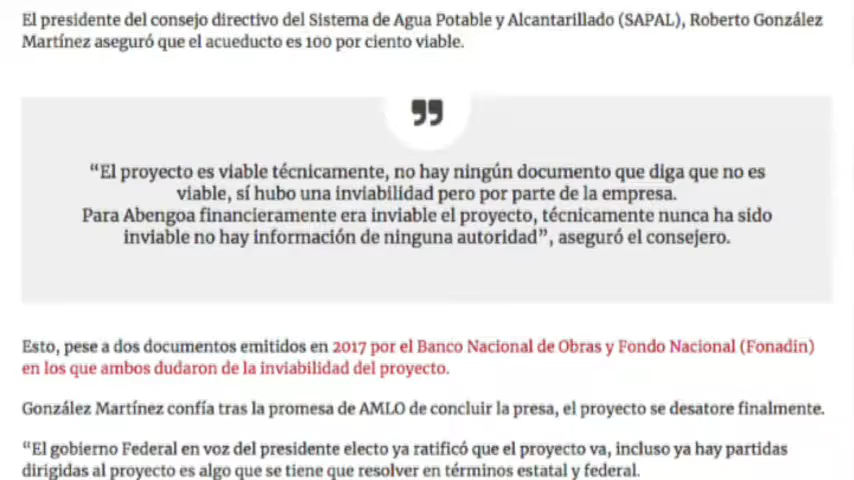 El presidente del consejo directivo del Sistema de Agua Potable y Alcantarillado (SAPAL), Roberto González
Martínez aseguró que el acueducto es 100 por ciento viable.
”
“El proyecto es viable técnicamente, no hay ningún documento que diga que no es
viable, sí hubo una inviabilidad pero por parte de la empresa.
Para Abengoa financieramente era inviable el proyecto, técnicamente nunca ha sido
inviable no hay información de ninguna autoridad”, aseguró el consejero.
Esto, pese a dos documentos emitidos en 2017 por el Banco Nacional de Obras y Fondo Nacional (Fonadin)
en los que ambos dudaron de la inviabilidad del proyecto.
González Martínez confía tras la promesa de AMLO de concluir la presa, el proyecto se desatore finalmente.
“El gobierno Federal en voz del presidente electo ya ratificó que el proyecto va, incluso ya hay partidas
dirigidas al proyecto es algo que se tiene que resolver en términos estatal y federal.